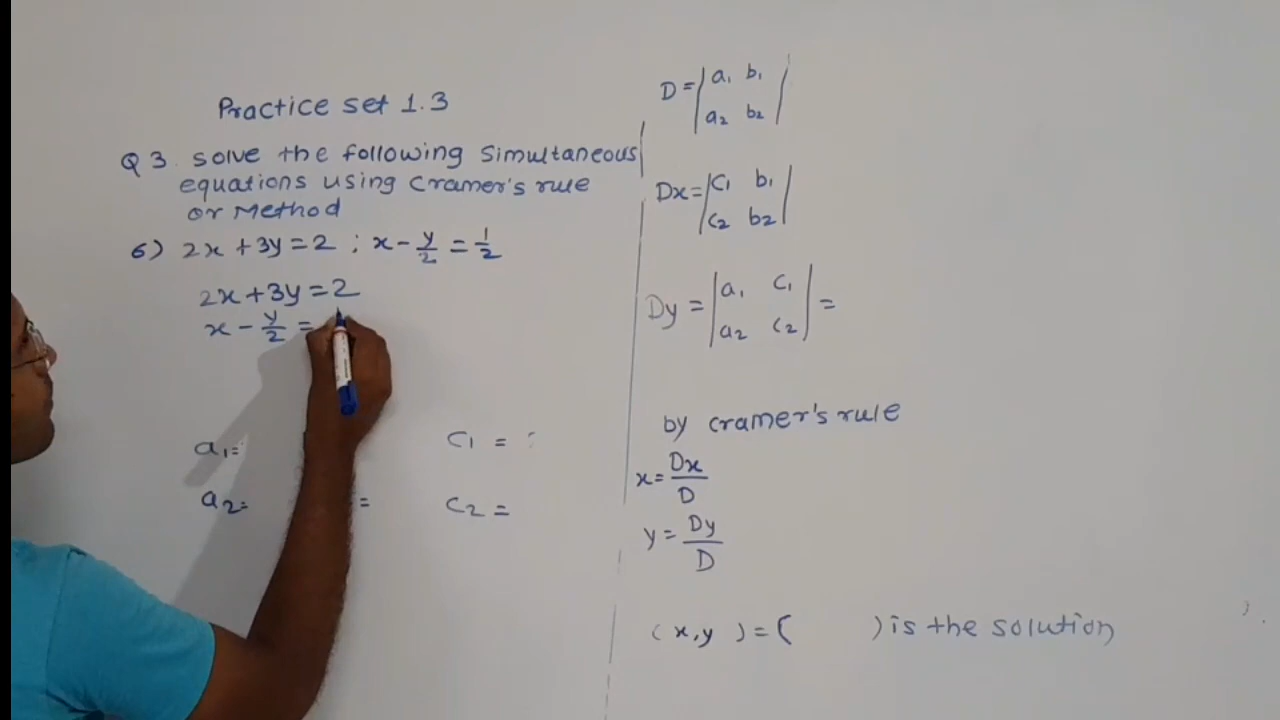 Practice set 1.3
Q 3. solve the following simultaneous
equations using cramer's rule
or Method
6) 2x + 3y = 2 ; x - y/2 = 1/2
2x + 3y = 2
x - y/2 =
a₁=
c₁ =
a₂=
=
c₂ =
D = | a₁ b₁ |
| a₂ b₂ |
Dx = | c₁ b₁ |
| c₂ b₂ |
Dy = | a₁ c₁ | =
| a₂ c₂ |
by cramer's rule
x = Dx/D
y = Dy/D
(x,y) = ( ) is the solution